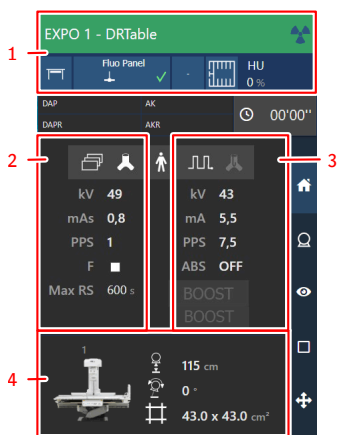 EXPO 1 - DRTable
Fluo Panel
HU
0 %
1
DAP AK
00'00''
DAPR AKR
2 3
kV 49 kV 43
mAs 0,8 mA 5,5
PPS 1 PPS 7,5
F ABS OFF
Max RS 600 s BOOST
BOOST
1
115 cm
4
0 °
43.0 x 43.0 cm²